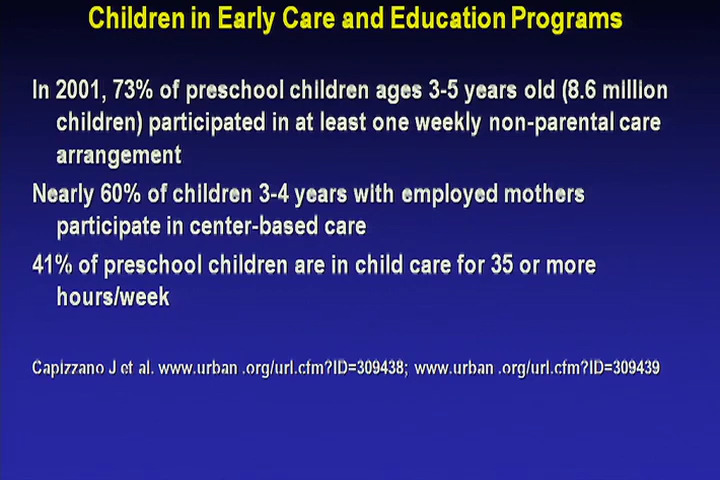 Children in Early Care and Education Programs
In 2001, 73% of preschool children ages 3-5 years old (8.6 million
children) participated in at least one weekly non-parental care
arrangement
Nearly 60% of children 3-4 years with employed mothers
participate in center-based care
41% of preschool children are in child care for 35 or more
hours/week
Capizzano J et al. www.urban .org/url.cfm?ID=309438; www.urban .org/url.cfm?ID=309439